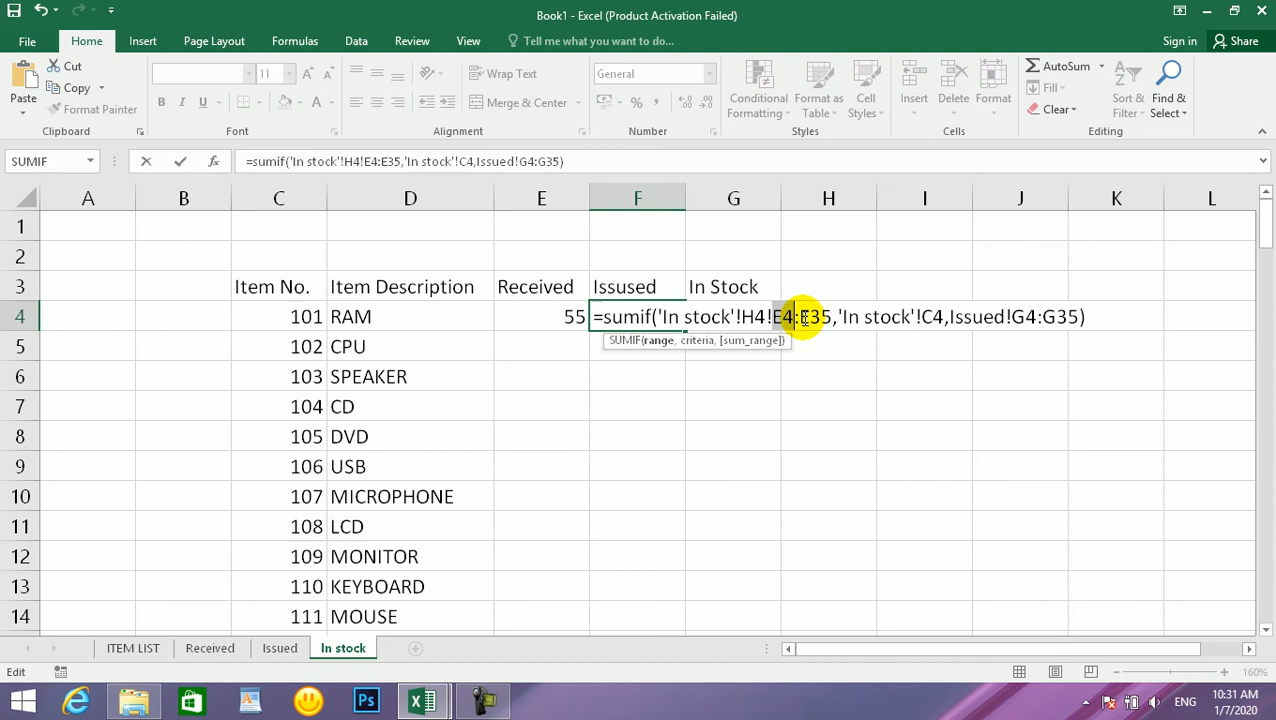 Book1 - Excel (Product Activation Failed)
File Home Insert Page Layout Formulas Data Review View Tell me what you want to do... Sign in Share
Paste Cut Copy Format Painter Clipboard
11 Font
Wrap Text Merge & Center Alignment
General % Number
Conditional Formatting Format as Table Cell Styles Styles
Insert Delete Format Cells
AutoSum Fill Clear Sort & Filter Find & Select Editing
SUMIF =sumif('In stock'!H4!E4:E35,'In stock'!C4,Issued!G4:G35)
A B C D E F G H I J K L
1
2
3 Item No. Item Description Received Issused In Stock
4 101 RAM 55 =sumif('In stock'!H4!E4:E35,'In stock'!C4,Issued!G4:G35)
SUMIF(range, criteria, [sum_range])
5 102 CPU
6 103 SPEAKER
7 104 CD
8 105 DVD
9 106 USB
10 107 MICROPHONE
11 108 LCD
12 109 MONITOR
13 110 KEYBOARD
14 111 MOUSE
ITEM LIST Received Issued In stock
Edit 160%
Ps ENG 10:31 AM
1/7/2020